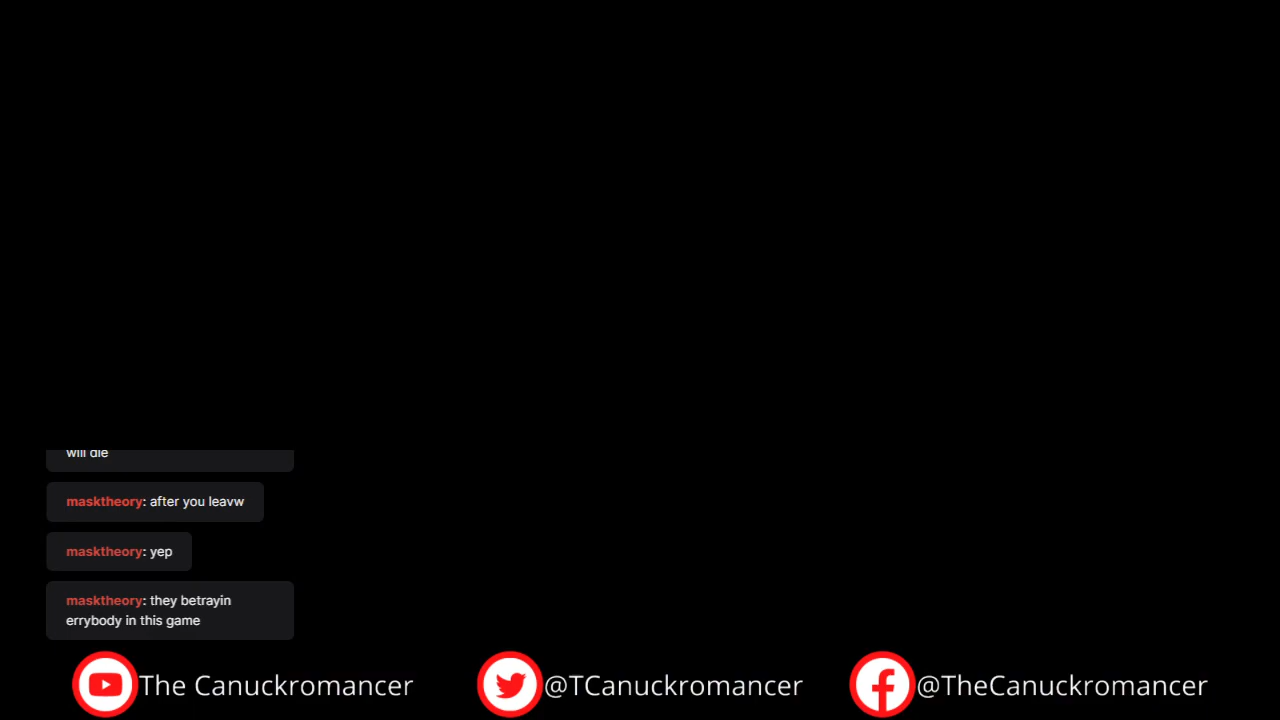 will die
masktheory: after you leavw
masktheory: yep
masktheory: they betrayin
errybody in this game
The Canuckromancer
@TCanuckromancer
@TheCanuckromancer